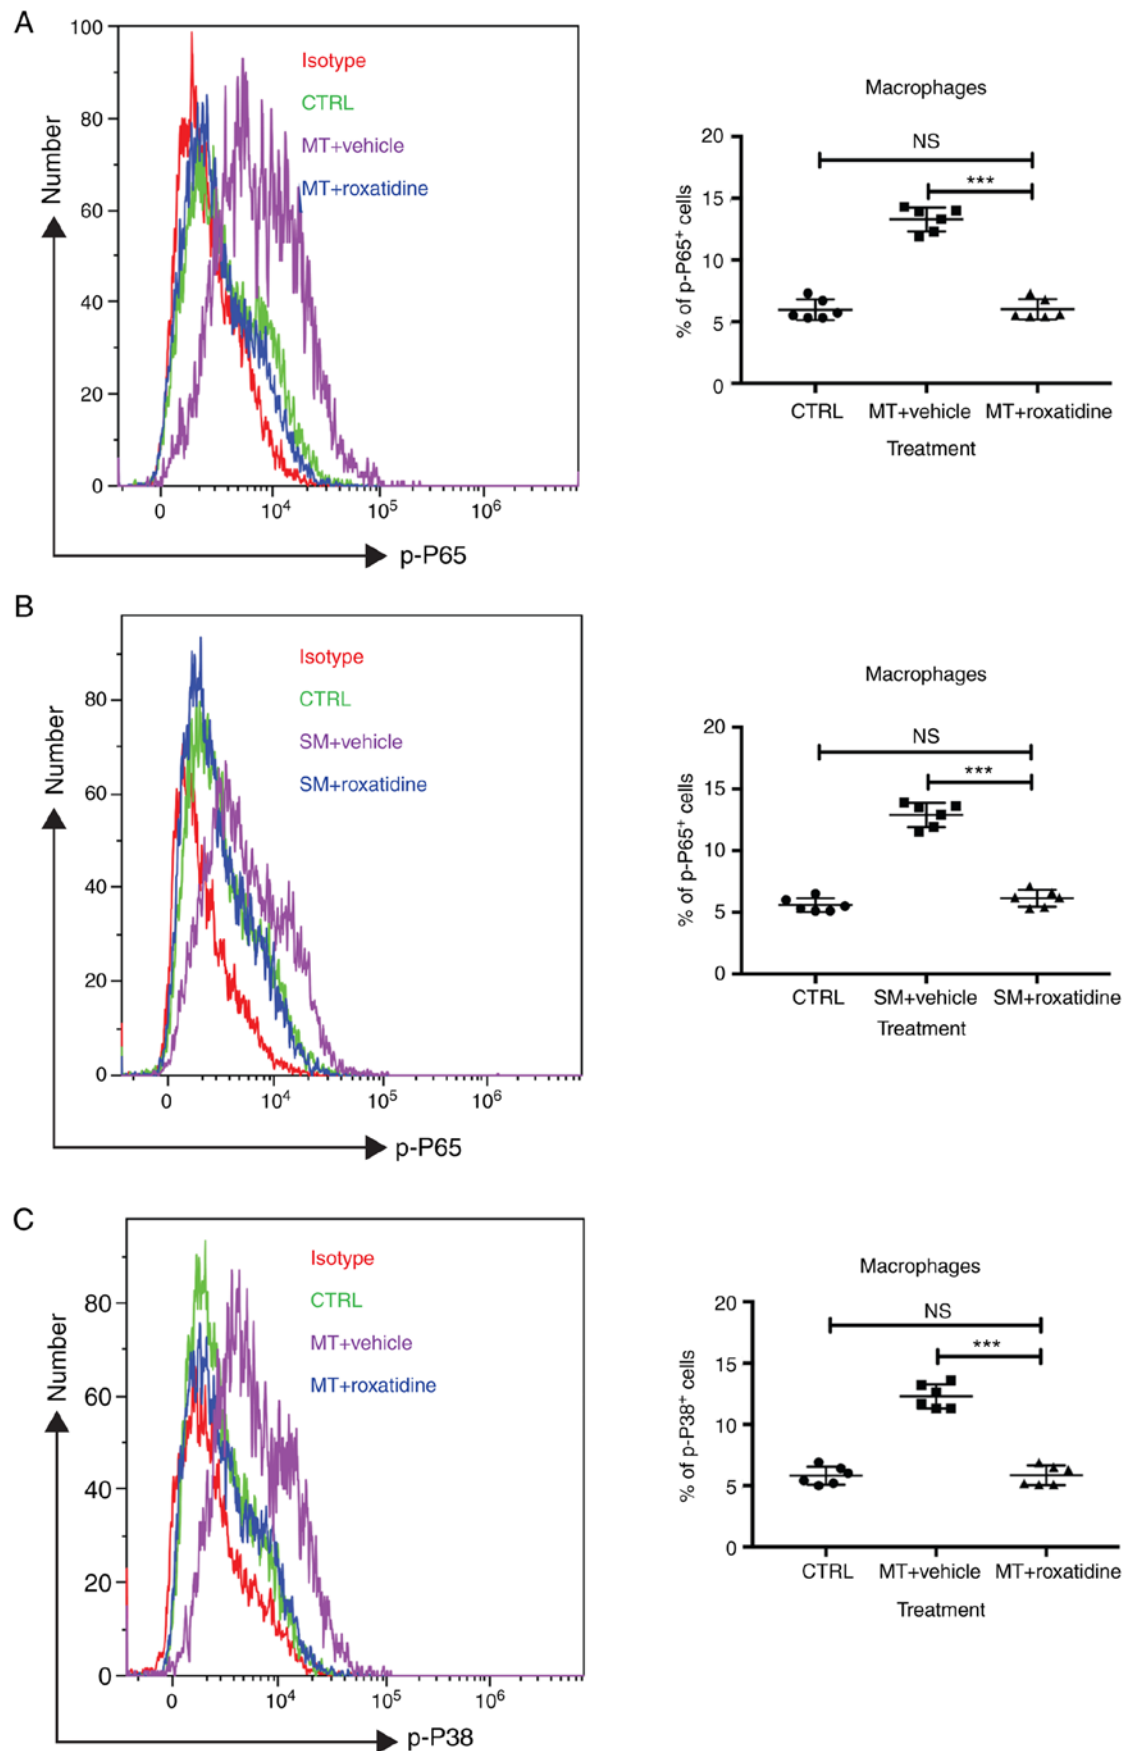 A
100
80
60
40
20
0
Number
Isotype
CTRL
MT+vehicle
MT+roxatidine
0 10⁴ 10⁵ 10⁶
p-P65
Macrophages
20
15
10
5
0
% of p-P65⁺ cells
NS
***
CTRL MT+vehicle MT+roxatidine
Treatment
B
80
60
40
20
0
Number
Isotype
CTRL
SM+vehicle
SM+roxatidine
0 10⁴ 10⁵ 10⁶
p-P65
Macrophages
20
15
10
5
0
% of p-P65⁺ cells
NS
***
CTRL SM+vehicle SM+roxatidine
Treatment
C
80
60
40
20
0
Number
Isotype
CTRL
MT+vehicle
MT+roxatidine
0 10⁴ 10⁵ 10⁶
p-P38
Macrophages
20
15
10
5
0
% of p-P38⁺ cells
NS
***
CTRL MT+vehicle MT+roxatidine
Treatment